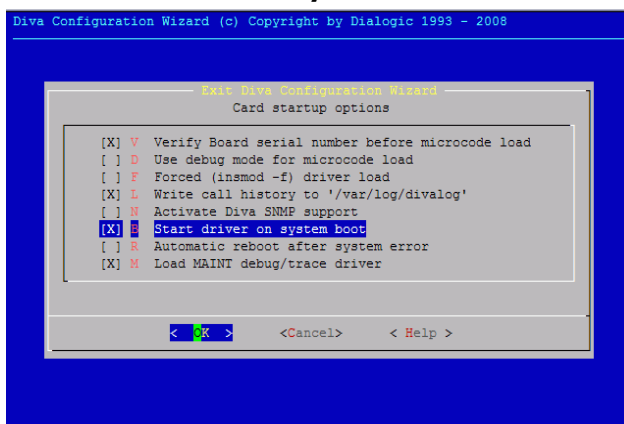 Diva Configuration Wizard (c) Copyright by Dialogic 1993 - 2008
Exit Diva Configuration Wizard
Card startup options
[X] V Verify Board serial number before microcode load
[ ] D Use debug mode for microcode load
[ ] F Forced (insmod -f) driver load
[X] L Write call history to '/var/log/divalog'
[ ] N Activate Diva SNMP support
[X] B Start driver on system boot
[ ] R Automatic reboot after system error
[X] M Load MAINT debug/trace driver
< OK > <Cancel> < Help >